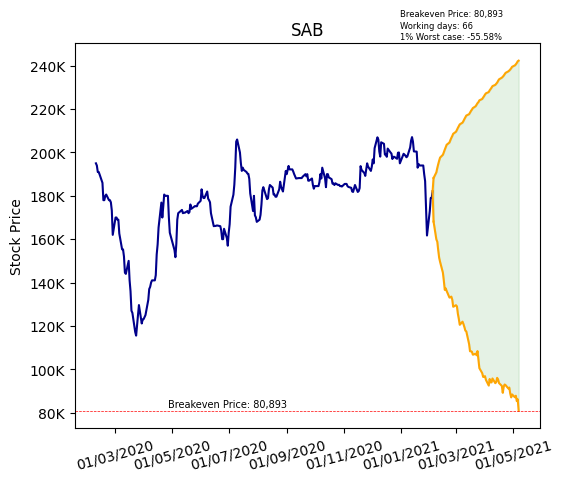 Breakeven Price: 80,893
Working days: 66
1% Worst case: -55.58%
SAB
Stock Price
240K
220K
200K
180K
160K
140K
120K
100K
80K
Breakeven Price: 80,893
01/03/2020
01/05/2020
01/07/2020
01/09/2020
01/11/2020
01/01/2021
01/03/2021
01/05/2021